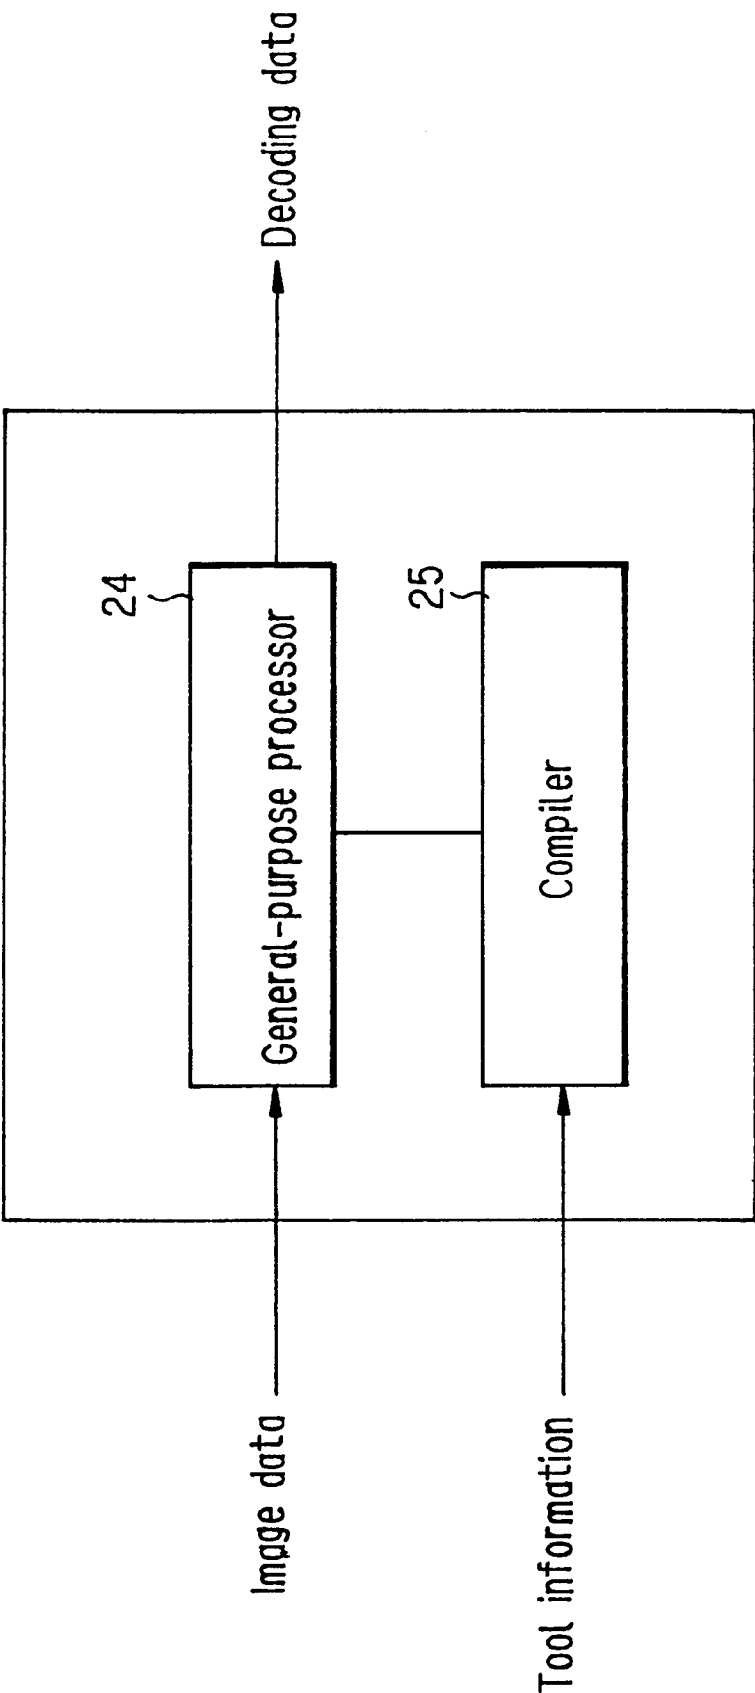 24
Image data
General-purpose processor
Decoding data
25
Tool information
Compiler